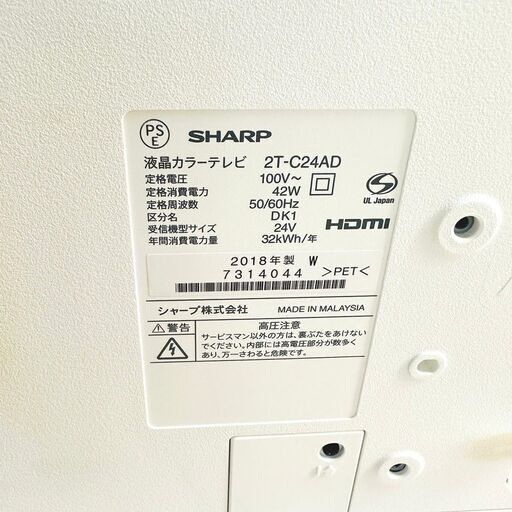 PS
E
SHARP
液晶カラーテレビ 2T-C24AD
定格電圧 100V~
定格消費電力 42W
定格周波数 50/60Hz
区分名 DK1
受信機型サイズ 24V
年間消費電力量 32kWh/年
UL Japan
HDMI
2018年製 W
7314044 >PET<
シャープ株式会社 MADE IN MALAYSIA
⚠警告 高圧注意
サービスマン以外の方は、裏ぶたをあけない
でください。内部には高電圧部分が数多く
あり、万一さわると危険です。